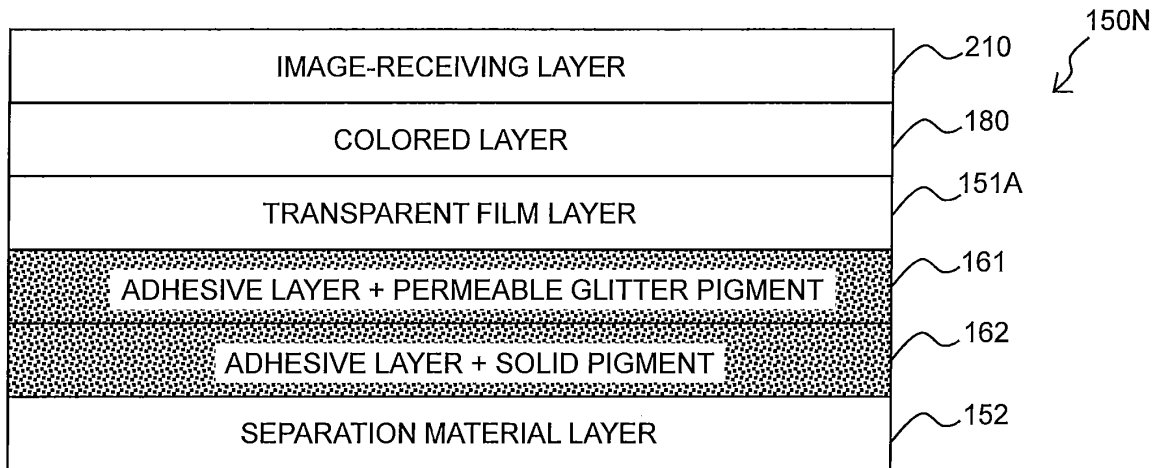 150N
IMAGE-RECEIVING LAYER 210
COLORED LAYER 180
TRANSPARENT FILM LAYER 151A
ADHESIVE LAYER + PERMEABLE GLITTER PIGMENT 161
ADHESIVE LAYER + SOLID PIGMENT 162
SEPARATION MATERIAL LAYER 152